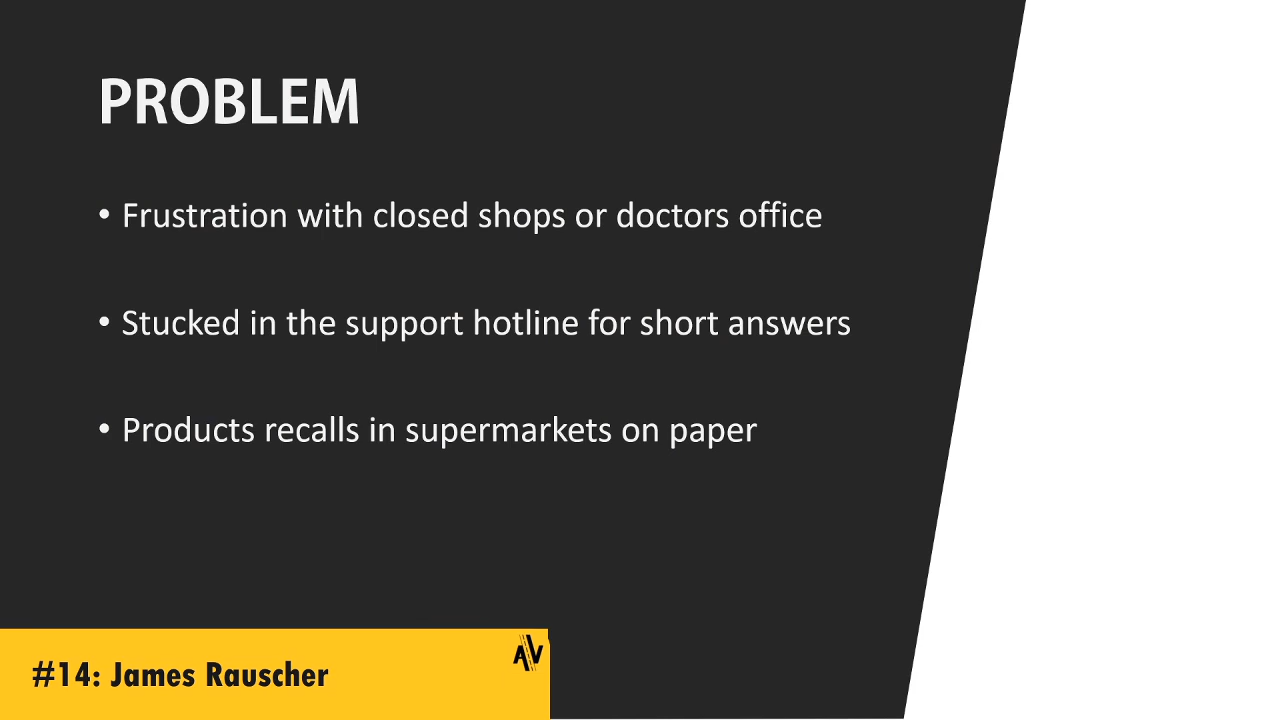 PROBLEM
• Frustration with closed shops or doctors office
• Stucked in the support hotline for short answers
• Products recalls in supermarkets on paper
AV
#14: James Rauscher